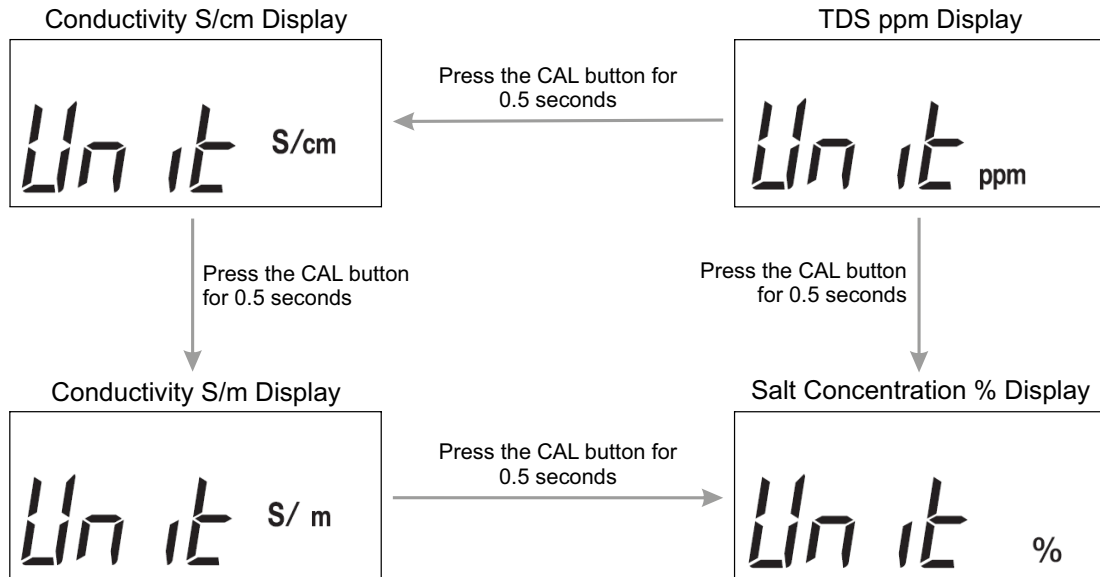 Conductivity S/cm Display
TDS ppm Display
Unit S/cm
Press the CAL button for
0.5 seconds
Unit ppm
Press the CAL button
for 0.5 seconds
Press the CAL button
for 0.5 seconds
Conductivity S/m Display
Salt Concentration % Display
Unit S/ m
Press the CAL button for
0.5 seconds
Unit %